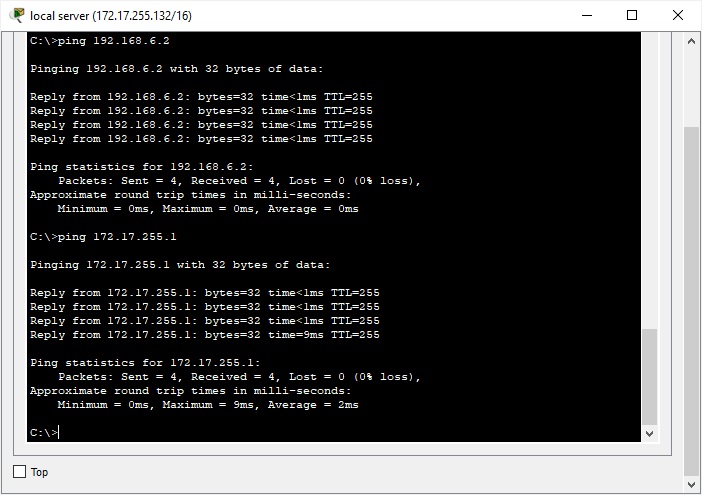 local server (172.17.255.132/16)
C:\>ping 192.168.6.2
Pinging 192.168.6.2 with 32 bytes of data:
Reply from 192.168.6.2: bytes=32 time<1ms TTL=255
Reply from 192.168.6.2: bytes=32 time<1ms TTL=255
Reply from 192.168.6.2: bytes=32 time<1ms TTL=255
Reply from 192.168.6.2: bytes=32 time<1ms TTL=255
Ping statistics for 192.168.6.2:
    Packets: Sent = 4, Received = 4, Lost = 0 (0% loss),
Approximate round trip times in milli-seconds:
    Minimum = 0ms, Maximum = 0ms, Average = 0ms
C:\>ping 172.17.255.1
Pinging 172.17.255.1 with 32 bytes of data:
Reply from 172.17.255.1: bytes=32 time<1ms TTL=255
Reply from 172.17.255.1: bytes=32 time<1ms TTL=255
Reply from 172.17.255.1: bytes=32 time<1ms TTL=255
Reply from 172.17.255.1: bytes=32 time=9ms TTL=255
Ping statistics for 172.17.255.1:
    Packets: Sent = 4, Received = 4, Lost = 0 (0% loss),
Approximate round trip times in milli-seconds:
    Minimum = 0ms, Maximum = 9ms, Average = 2ms
C:\>
Top